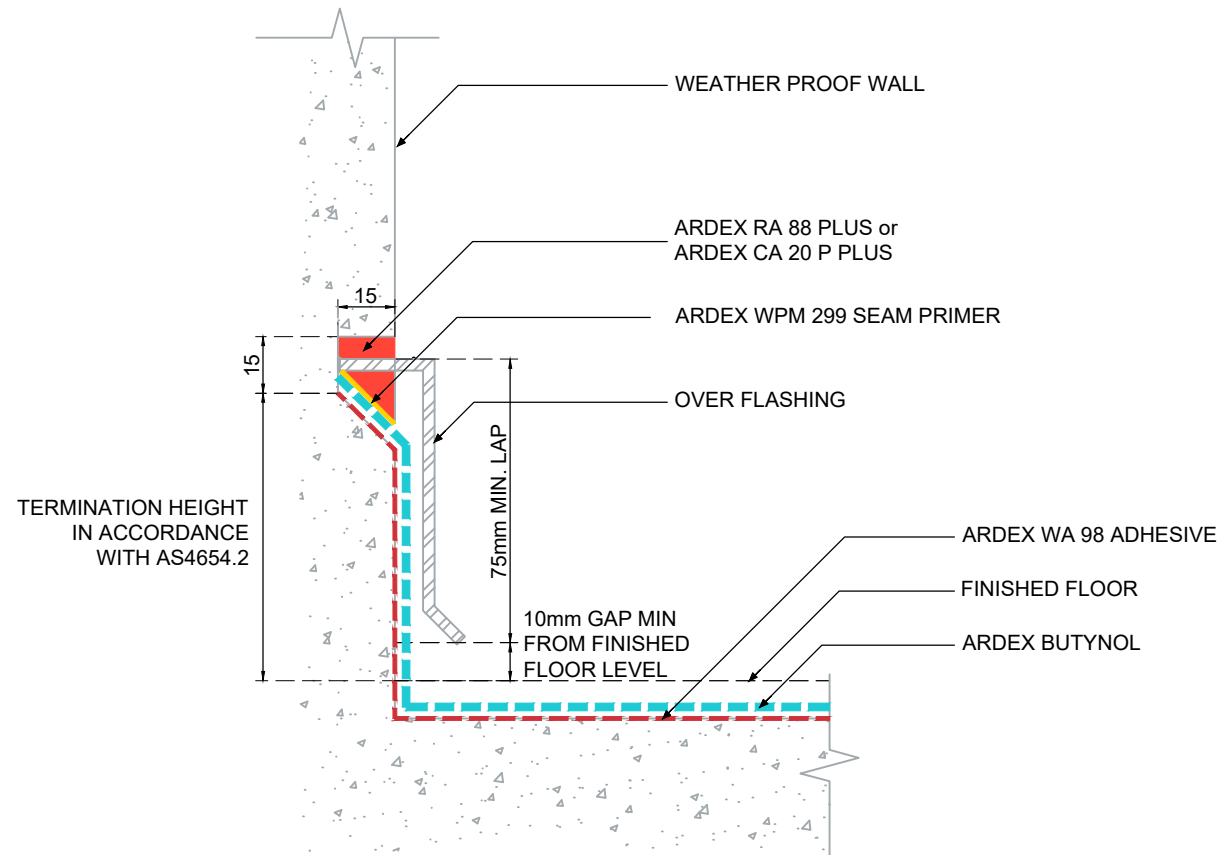 WEATHER PROOF WALL
ARDEX RA 88 PLUS or
ARDEX CA 20 P PLUS
15
ARDEX WPM 299 SEAM PRIMER
15
OVER FLASHING
75mm MIN. LAP
TERMINATION HEIGHT
IN ACCORDANCE
WITH AS4654.2
ARDEX WA 98 ADHESIVE
FINISHED FLOOR
10mm GAP MIN
FROM FINISHED
FLOOR LEVEL
ARDEX BUTYNOL